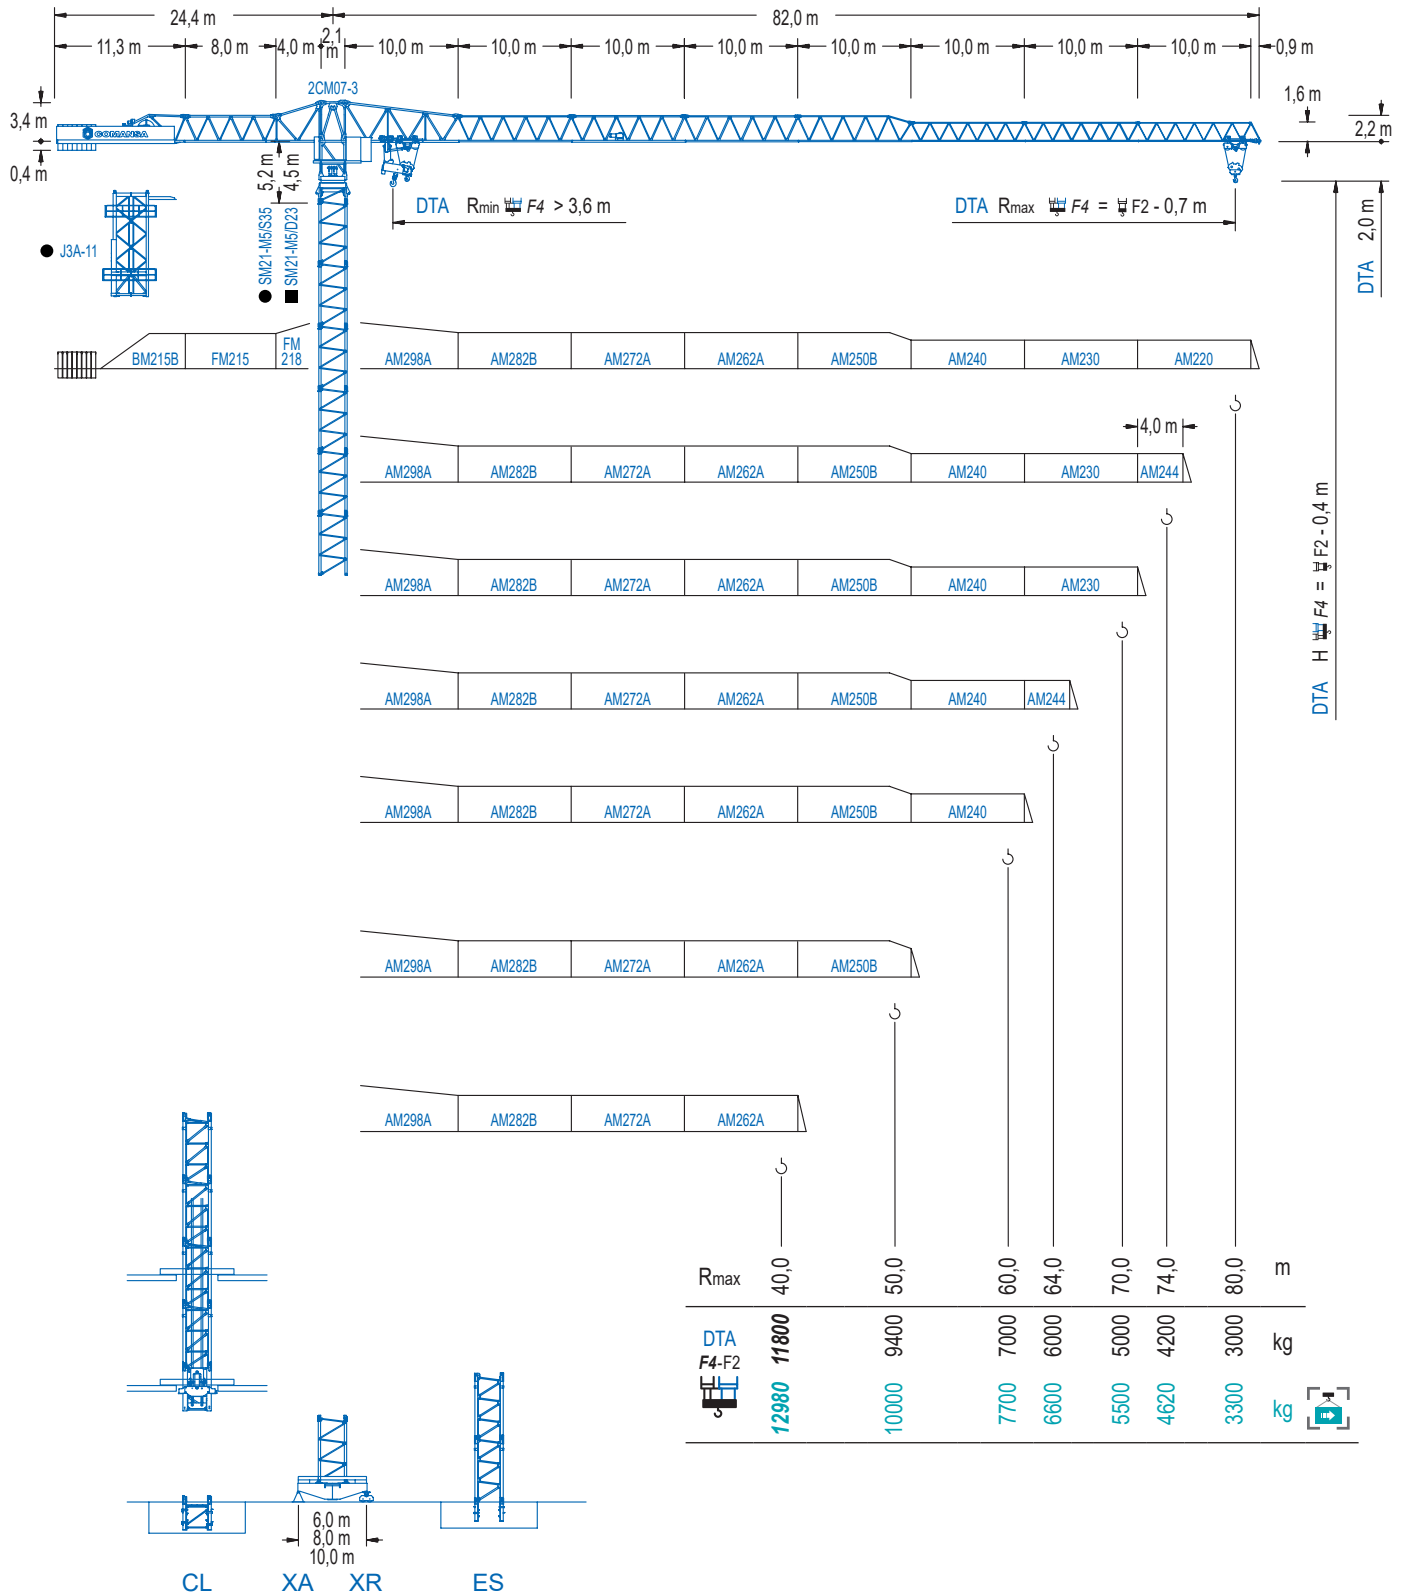 24,4 m 82,0 m
11,3 m 8,0 m 4,0 m 2,1 m 10,0 m 10,0 m 10,0 m 10,0 m 10,0 m 10,0 m 10,0 m 10,0 m 0,9 m
2CM07-3
1,6 m
3,4 m
COMANSA
2,2 m
0,4 m
5,2 m
4,5 m
DTA Rmin F4 > 3,6 m
DTA Rmax F4 = F2 - 0,7 m
DTA 2,0 m
● J3A-11
● SM21-M5/S35
■ SM21-M5/D23
BM215B FM215 FM 218 AM298A AM282B AM272A AM262A AM250B AM240 AM230 AM220
4,0 m
AM298A AM282B AM272A AM262A AM250B AM240 AM230 AM244
DTA H F4 = F2 - 0,4 m
AM298A AM282B AM272A AM262A AM250B AM240 AM230
AM298A AM282B AM272A AM262A AM250B AM240 AM244
AM298A AM282B AM272A AM262A AM250B AM240
AM298A AM282B AM272A AM262A AM250B
AM298A AM282B AM272A AM262A
Rmax 40,0 50,0 60,0 64,0 70,0 74,0 80,0 m
DTA 11800 9400 7000 6000 5000 4200 3000 kg
F4-F2
12980 10000 7700 6600 5500 4620 3300 kg
6,0 m
8,0 m
10,0 m
CL XA XR ES